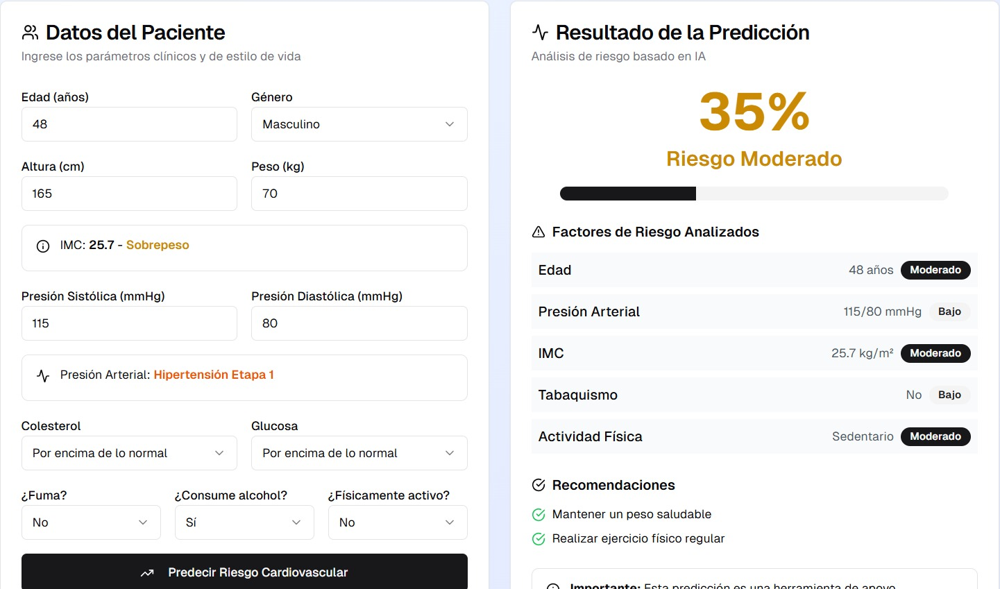 Datos del Paciente
Ingrese los parámetros clínicos y de estilo de vida
Edad (años)
48
Género
Masculino
Altura (cm)
165
Peso (kg)
70
IMC: 25.7 - Sobrepeso
Presión Sistólica (mmHg)
115
Presión Diastólica (mmHg)
80
Presión Arterial: Hipertensión Etapa 1
Colesterol
Por encima de lo normal
Glucosa
Por encima de lo normal
¿Fuma?
No
¿Consume alcohol?
Sí
¿Físicamente activo?
No
Predecir Riesgo Cardiovascular
Resultado de la Predicción
Análisis de riesgo basado en IA
35%
Riesgo Moderado
Factores de Riesgo Analizados
Edad 48 años Moderado
Presión Arterial 115/80 mmHg Bajo
IMC 25.7 kg/m² Moderado
Tabaquismo No Bajo
Actividad Física Sedentario Moderado
Recomendaciones
Mantener un peso saludable
Realizar ejercicio físico regular
Importante: Esta predicción es una herramienta de apoyo